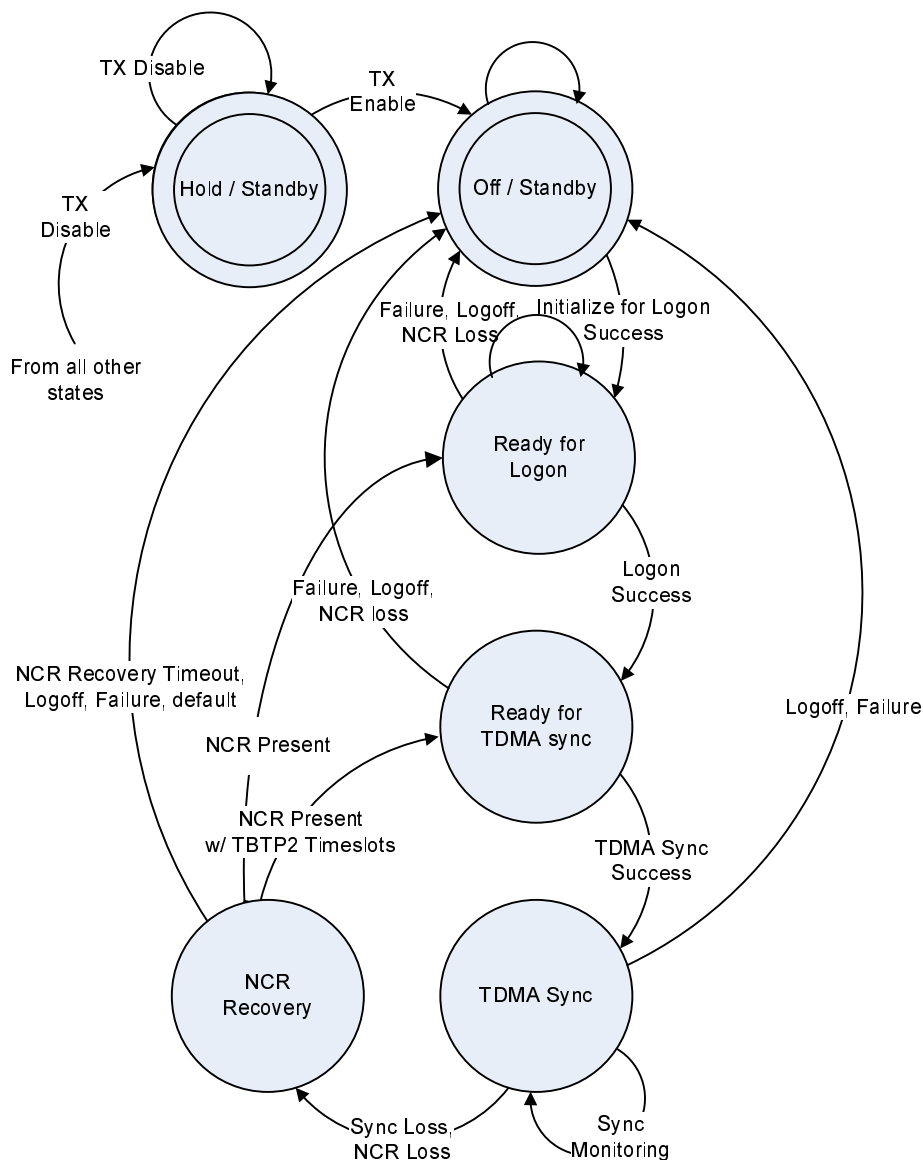 TX Disable
TX
Enable
Hold / Standby
Off / Standby
TX
Disable
From all other
states
Failure, Logoff,
NCR Loss
Initialize for Logon
Success
Ready for
Logon
Logon
Success
Failure, Logoff,
NCR loss
NCR Recovery Timeout,
Logoff, Failure, default
Ready for
TDMA sync
Logoff, Failure
NCR Present
NCR Present
w/ TBTP2 Timeslots
TDMA Sync
Success
NCR
Recovery
TDMA Sync
Sync Loss,
NCR Loss
Sync
Monitoring